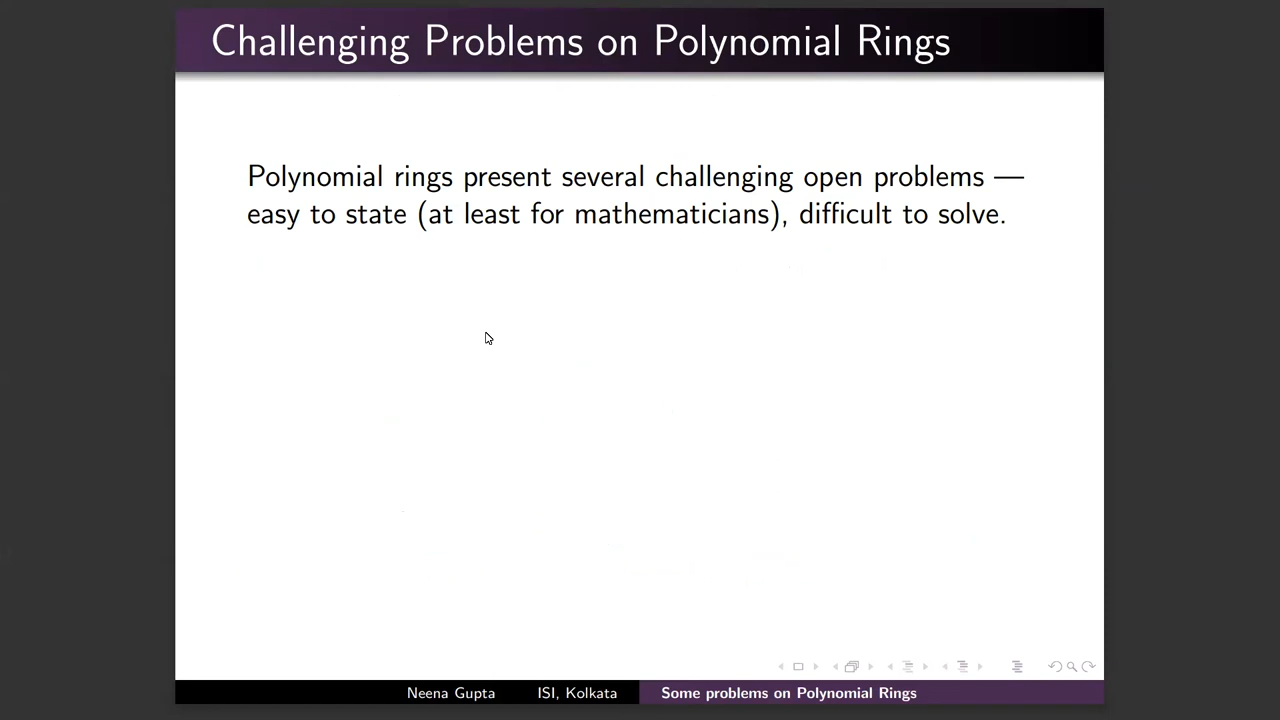 Challenging Problems on Polynomial Rings
Polynomial rings present several challenging open problems —
easy to state (at least for mathematicians), difficult to solve.
Neena Gupta ISI, Kolkata Some problems on Polynomial Rings